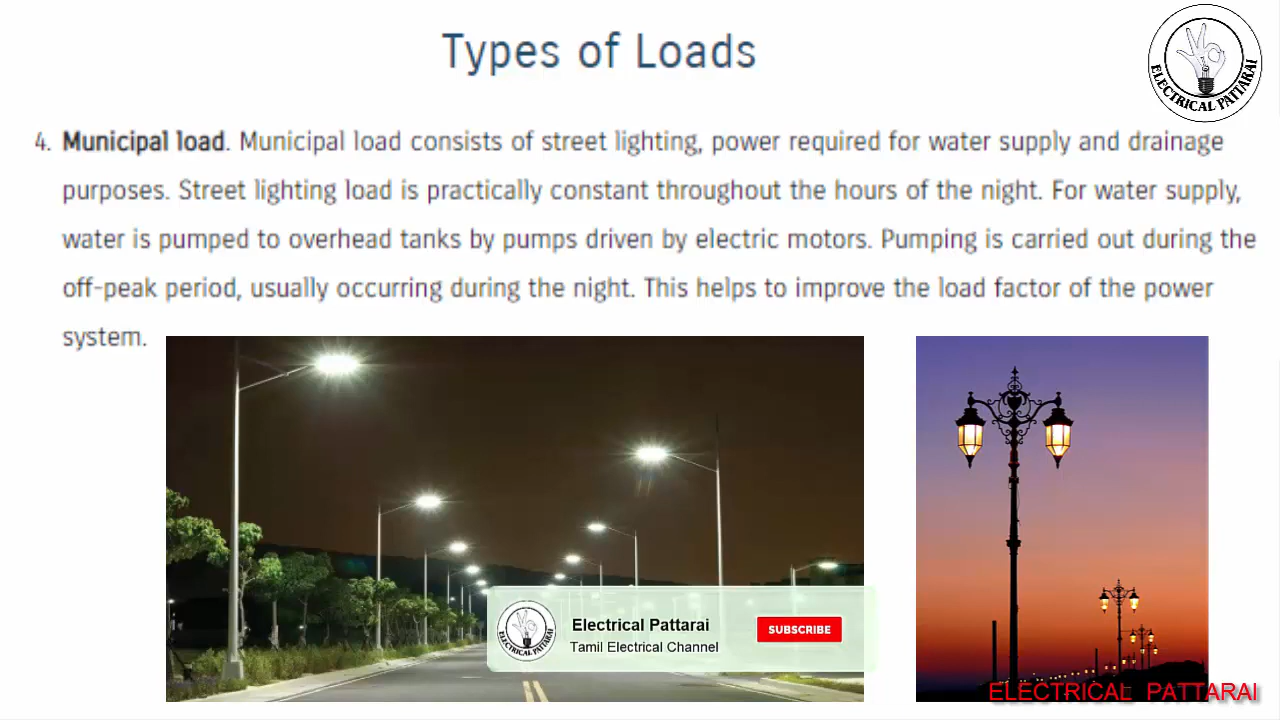 Types of Loads
ELECTRICAL PATTARAI
4. Municipal load. Municipal load consists of street lighting, power required for water supply and drainage
purposes. Street lighting load is practically constant throughout the hours of the night. For water supply,
water is pumped to overhead tanks by pumps driven by electric motors. Pumping is carried out during the
off-peak period, usually occurring during the night. This helps to improve the load factor of the power
system.
ELECTRICAL PATTARAI
Electrical Pattarai
Tamil Electrical Channel
SUBSCRIBE
ELECTRICAL PATTARAI